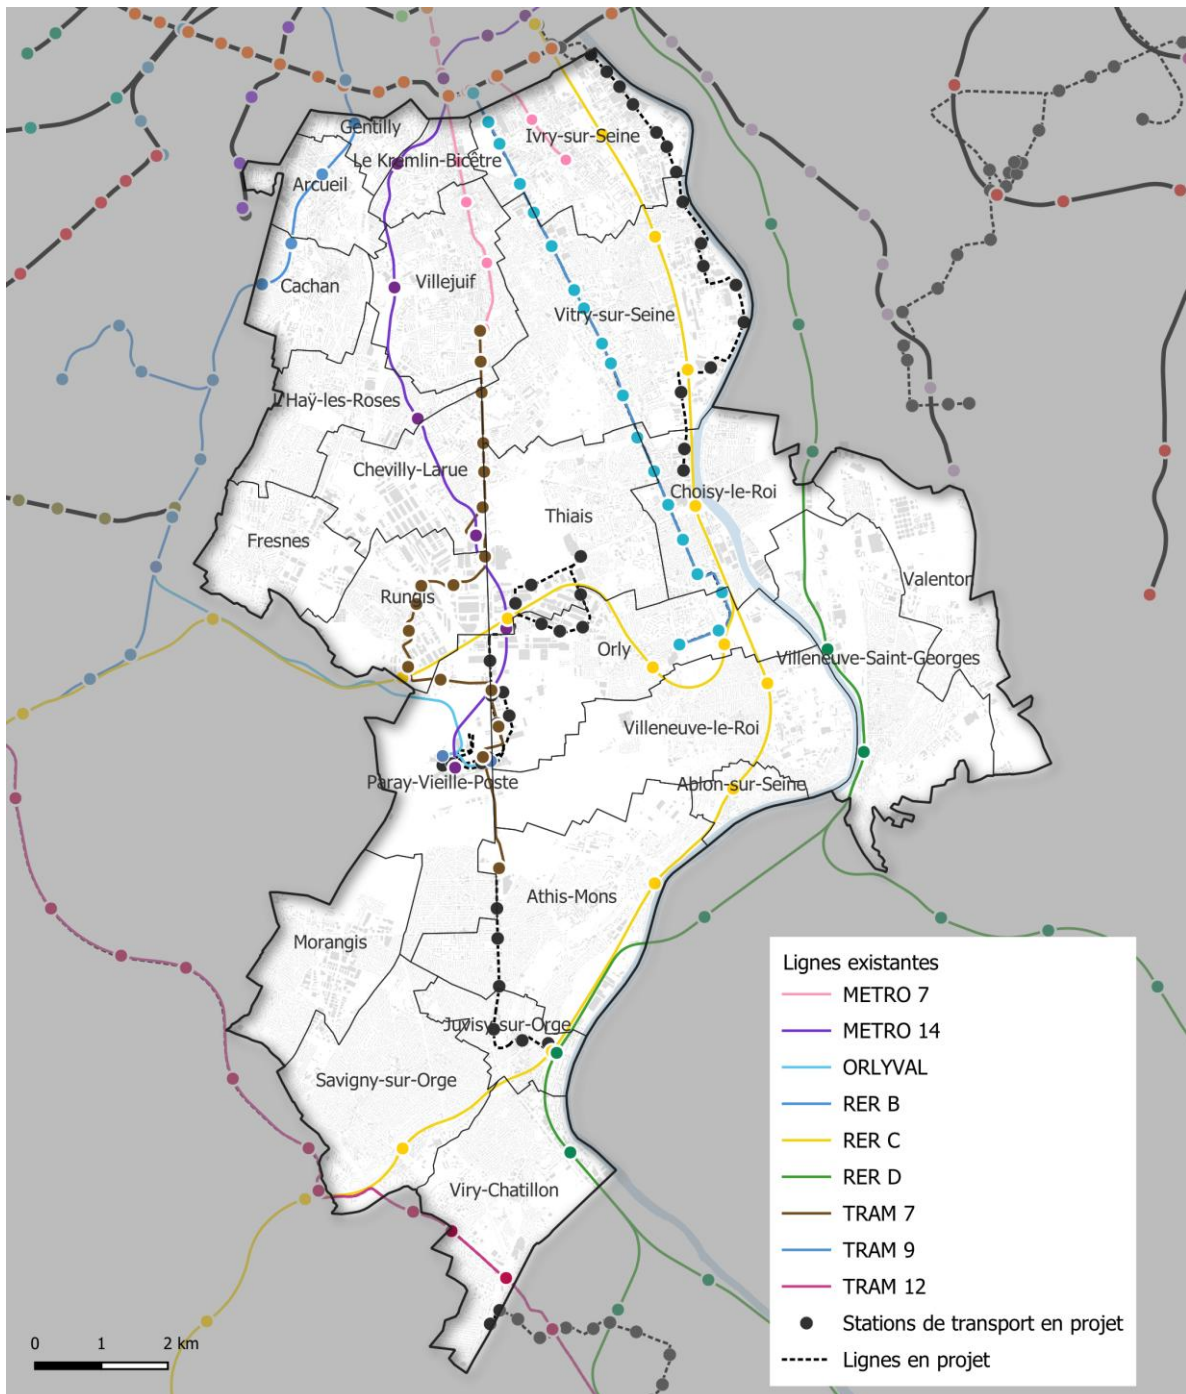 Gentilly
Ivry-sur-Seine
Le Kremlin-Bicêtre
Arcueil
Cachan
Villejuif
Vitry-sur-Seine
Haÿ-les-Roses
Chevilly-Larue
Choisy-le-Roi
Thiais
Fresnes
Valenton
Rungis
Orly
Villeneuve-Saint-Georges
Villeneuve-le-Roi
Paray-Vieille-Poste
Ablon-sur-Seine
Athis-Mons
Morangis
Juvisy-sur-Orge
Savigny-sur-Orge
Viry-Chatillon
Lignes existantes
METRO 7
METRO 14
ORLYVAL
RER B
RER C
RER D
TRAM 7
TRAM 9
TRAM 12
Stations de transport en projet
Lignes en projet
0 1 2 km